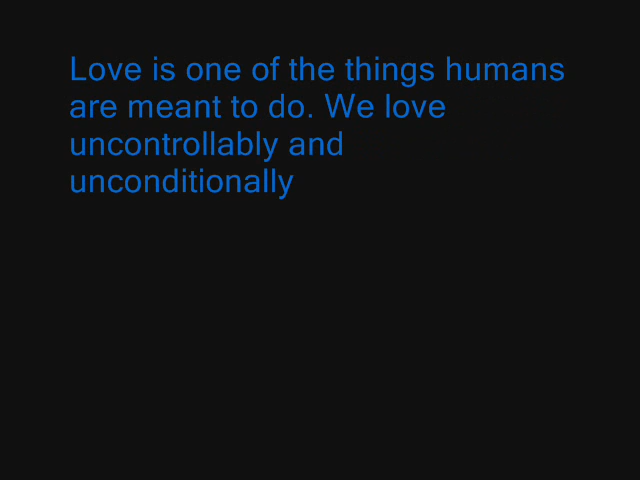 Love is one of the things humans
are meant to do. We love
uncontrollably and
unconditionally